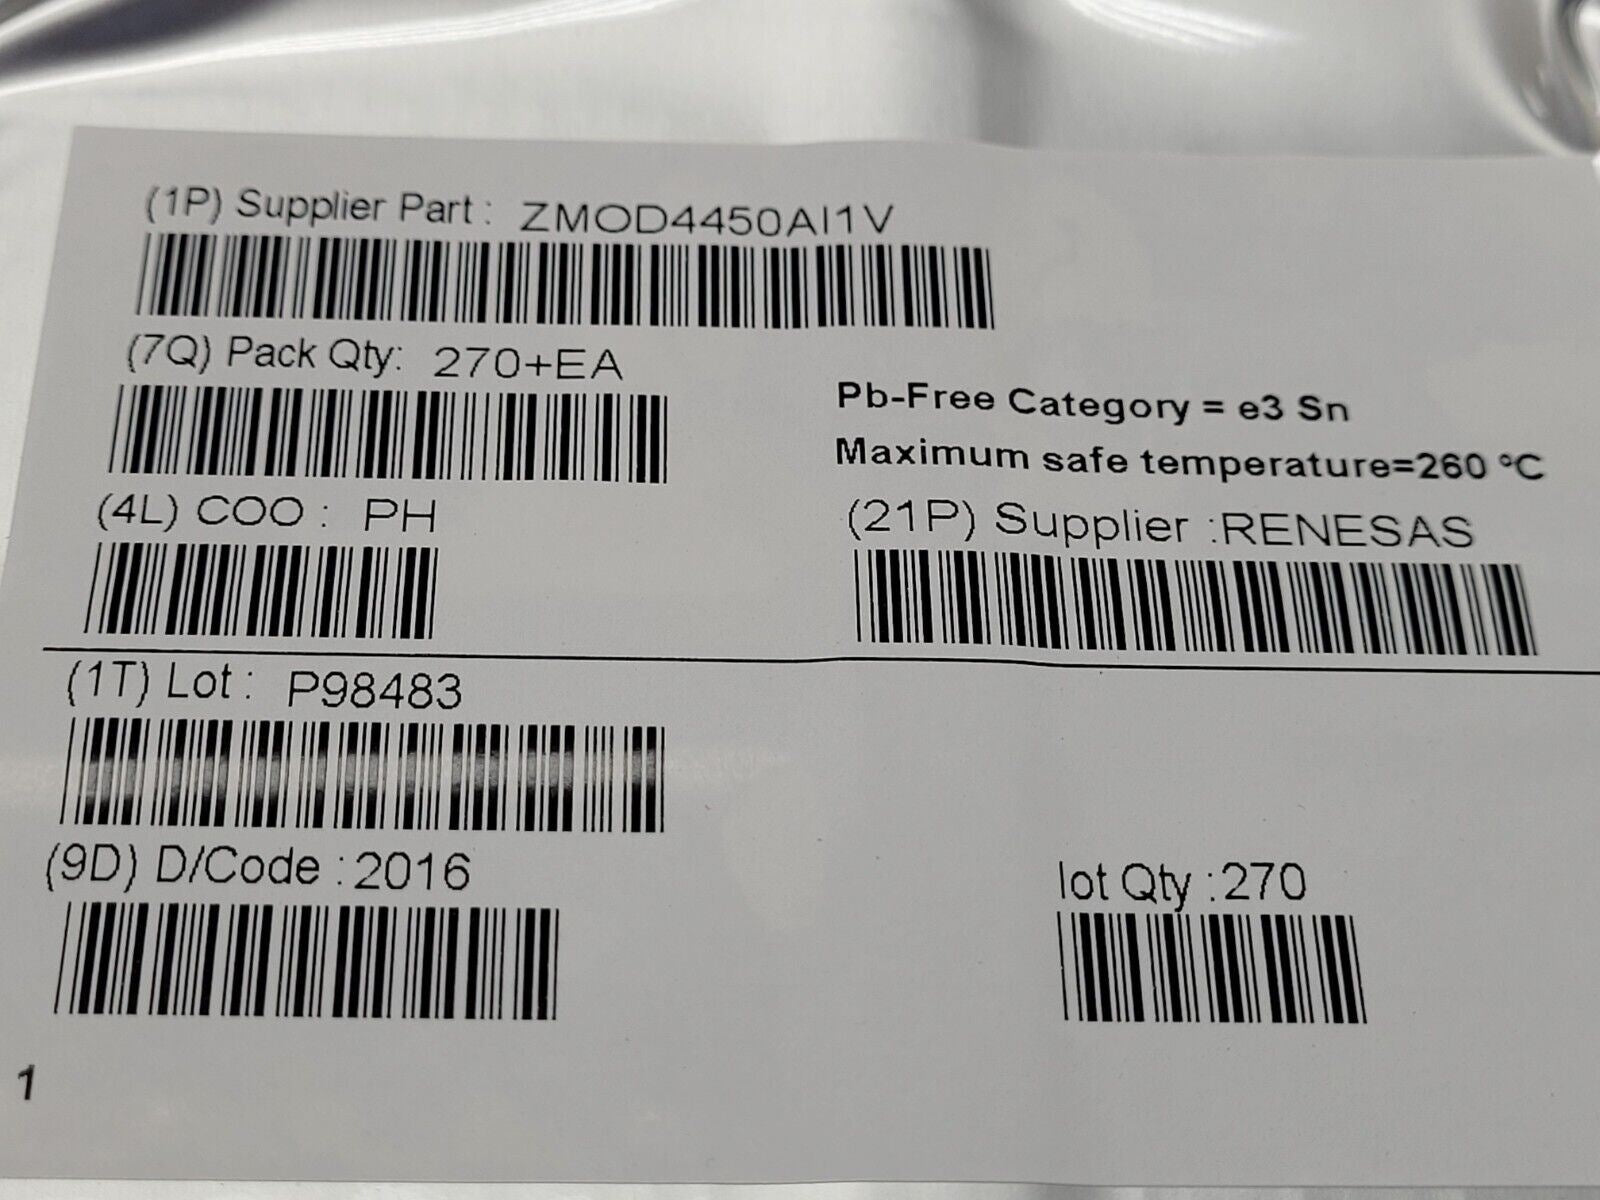 (1P) Supplier Part : ZMOD4450AI1V
(7Q) Pack Qty: 270+EA
Pb-Free Category = e3 Sn
Maximum safe temperature=260 °C
(4L) COO : PH
(21P) Supplier :RENESAS
(1T) Lot : P98483
(9D) D/Code :2016
lot Qty :270
1